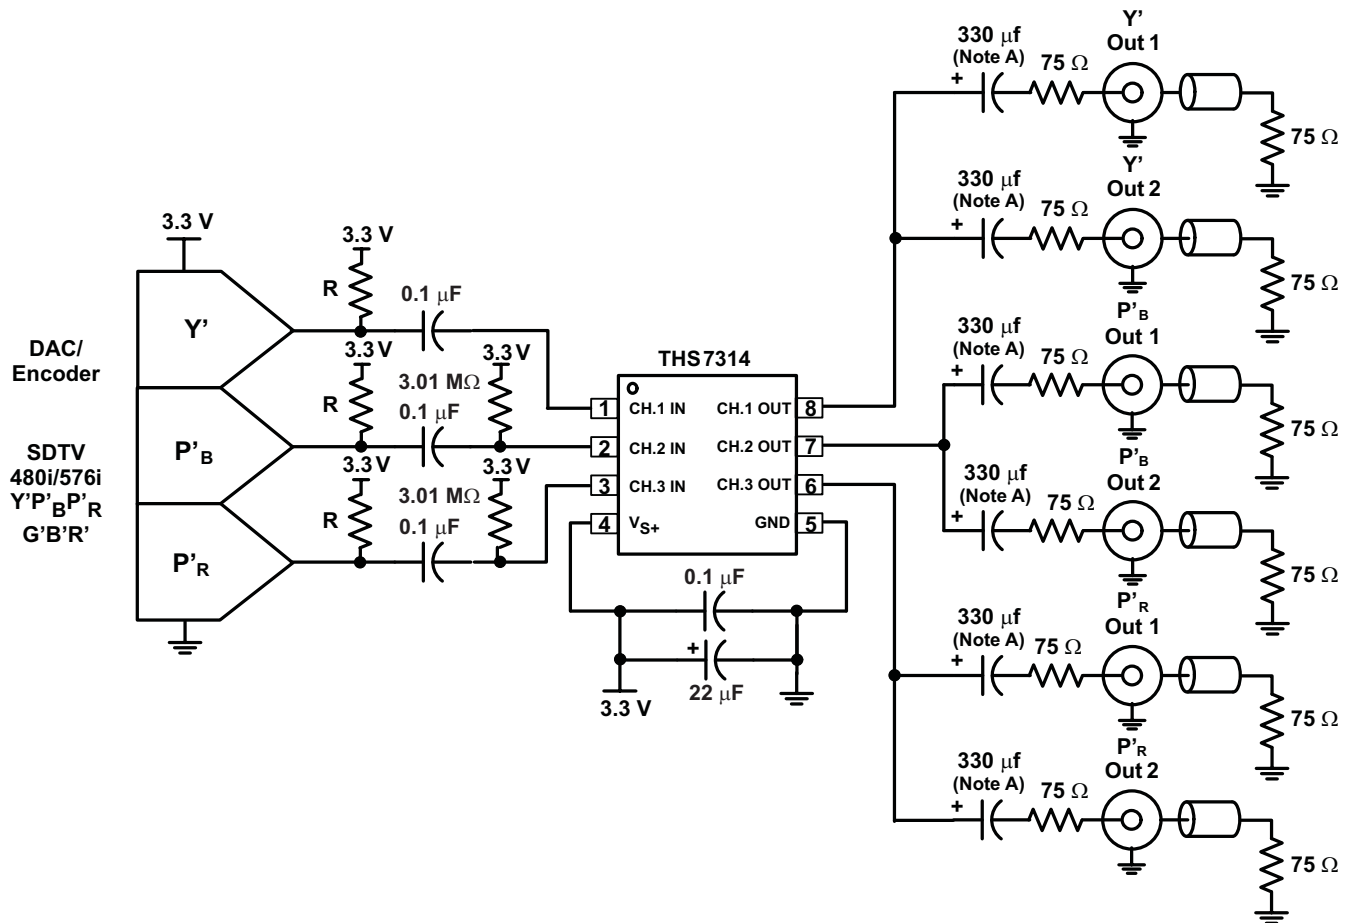 Y'
Out 1
330 μf
(Note A)
75 Ω
+
75 Ω
Y'
Out 2
330 μf
(Note A)
75 Ω
+
75 Ω
3.3 V
3.3 V
R
0.1 μF
Y'
DAC/
Encoder
SDTV
480i/576i
Y'P'BP'R
G'B'R'
3.3 V
3.3 V
R
3.01 MΩ
0.1 μF
P'B
3.3 V
3.3 V
R
3.01 MΩ
0.1 μF
P'R
THS7314
1 CH.1 IN CH.1 OUT 8
2 CH.2 IN CH.2 OUT 7
3 CH.3 IN CH.3 OUT 6
4 VS+ GND 5
0.1 μF
+
22 μF
3.3 V
P'B
Out 1
330 μf
(Note A)
75 Ω
+
75 Ω
P'B
Out 2
330 μf
(Note A)
75 Ω
+
75 Ω
P'R
Out 1
330 μf
(Note A)
75 Ω
+
75 Ω
P'R
Out 2
330 μf
(Note A)
75 Ω
+
75 Ω